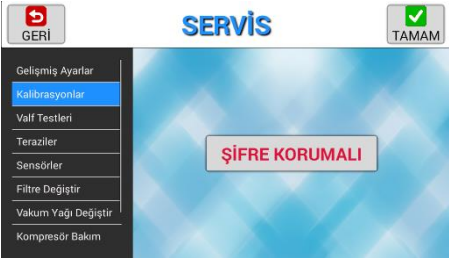 GERİ
SERVİS
TAMAM
Gelişmiş Ayarlar
Kalibrasyonlar
Valf Testleri
Teraziler
Sensörler
Filtre Değiştir
Vakum Yağı Değiştir
Kompresör Bakım
ŞİFRE KORUMALI